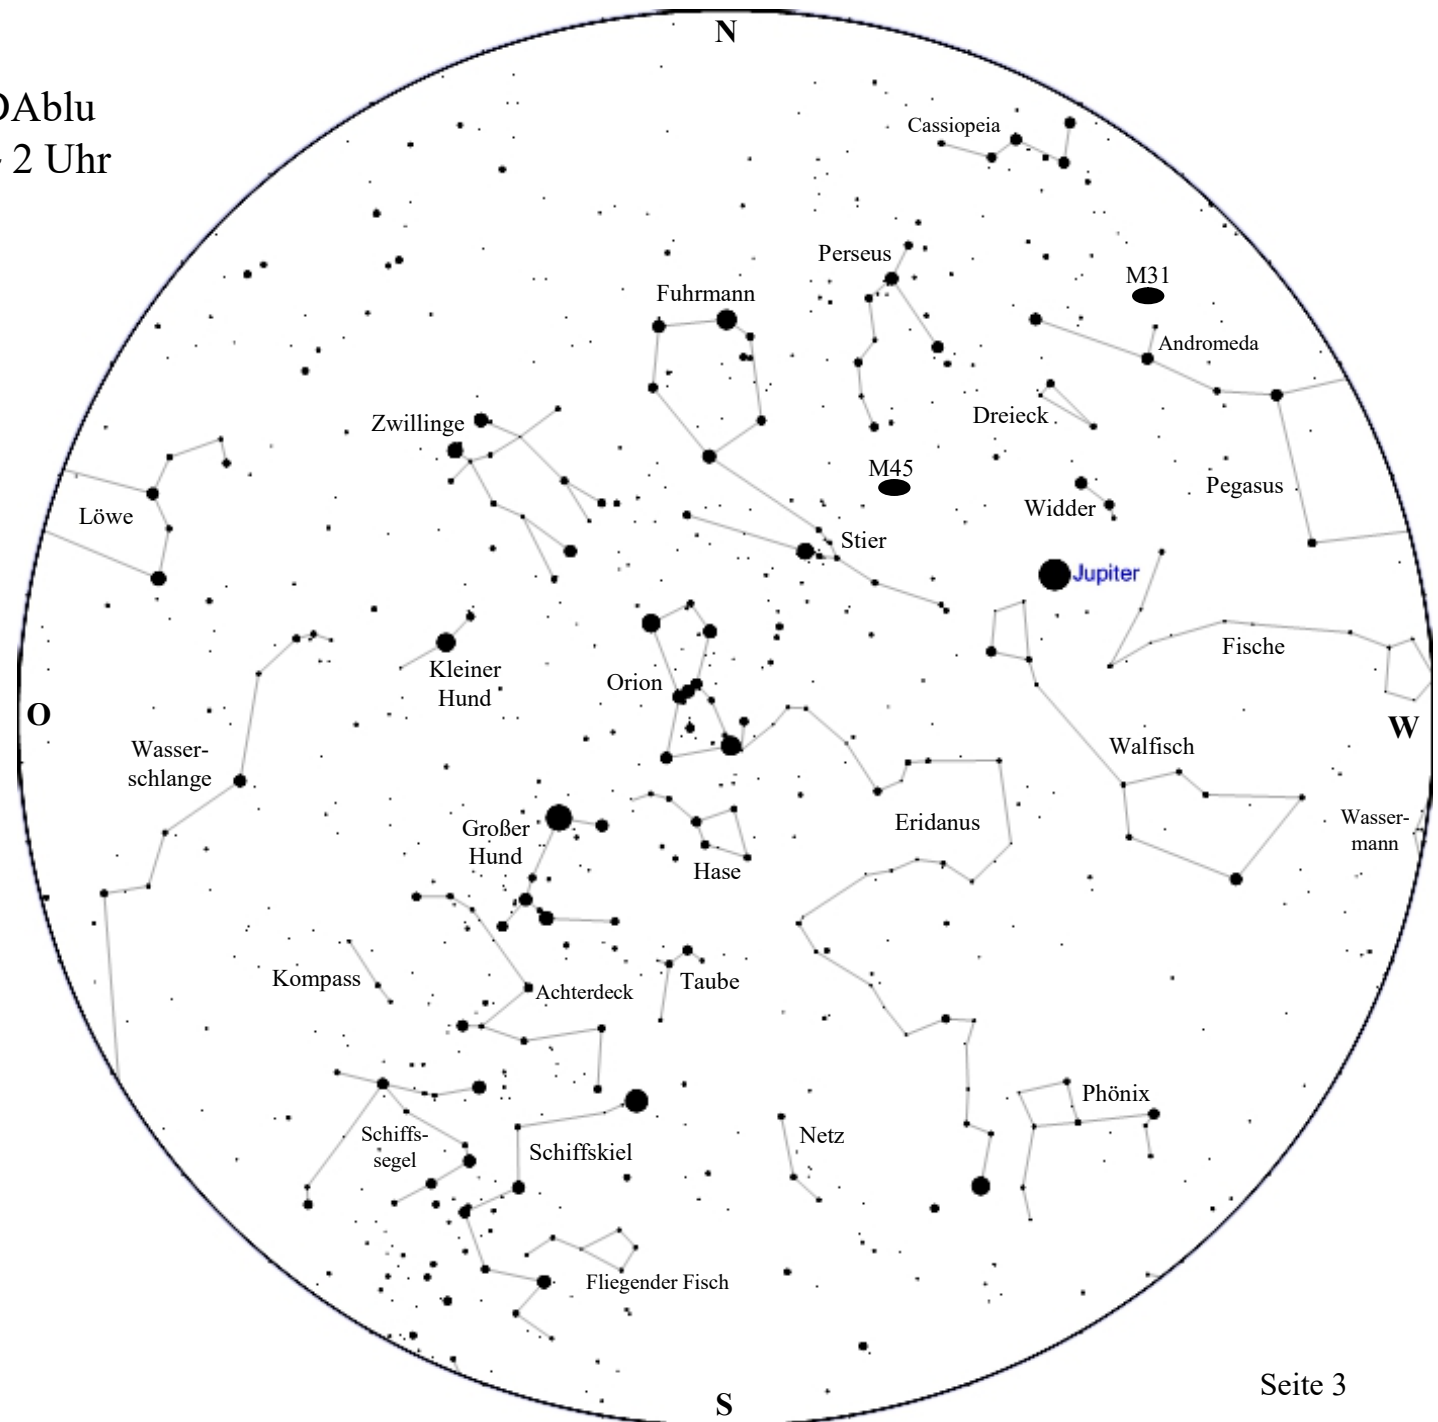 N
DAblu
2 Uhr
Cassiopeia
Perseus
M31
Fuhrmann
Andromeda
Dreieck
Zwillinge
M45
Pegasus
Widder
Löwe
Stier
Jupiter
Fische
Kleiner
Hund
Orion
O
W
Wasser-
schlange
Walfisch
Eridanus
Wasser-
mann
Großer
Hund
Hase
Kompass
Achterdeck
Taube
Phönix
Schiffs-
segel
Schiffskiel
Netz
Fliegender Fisch
Seite 3
S